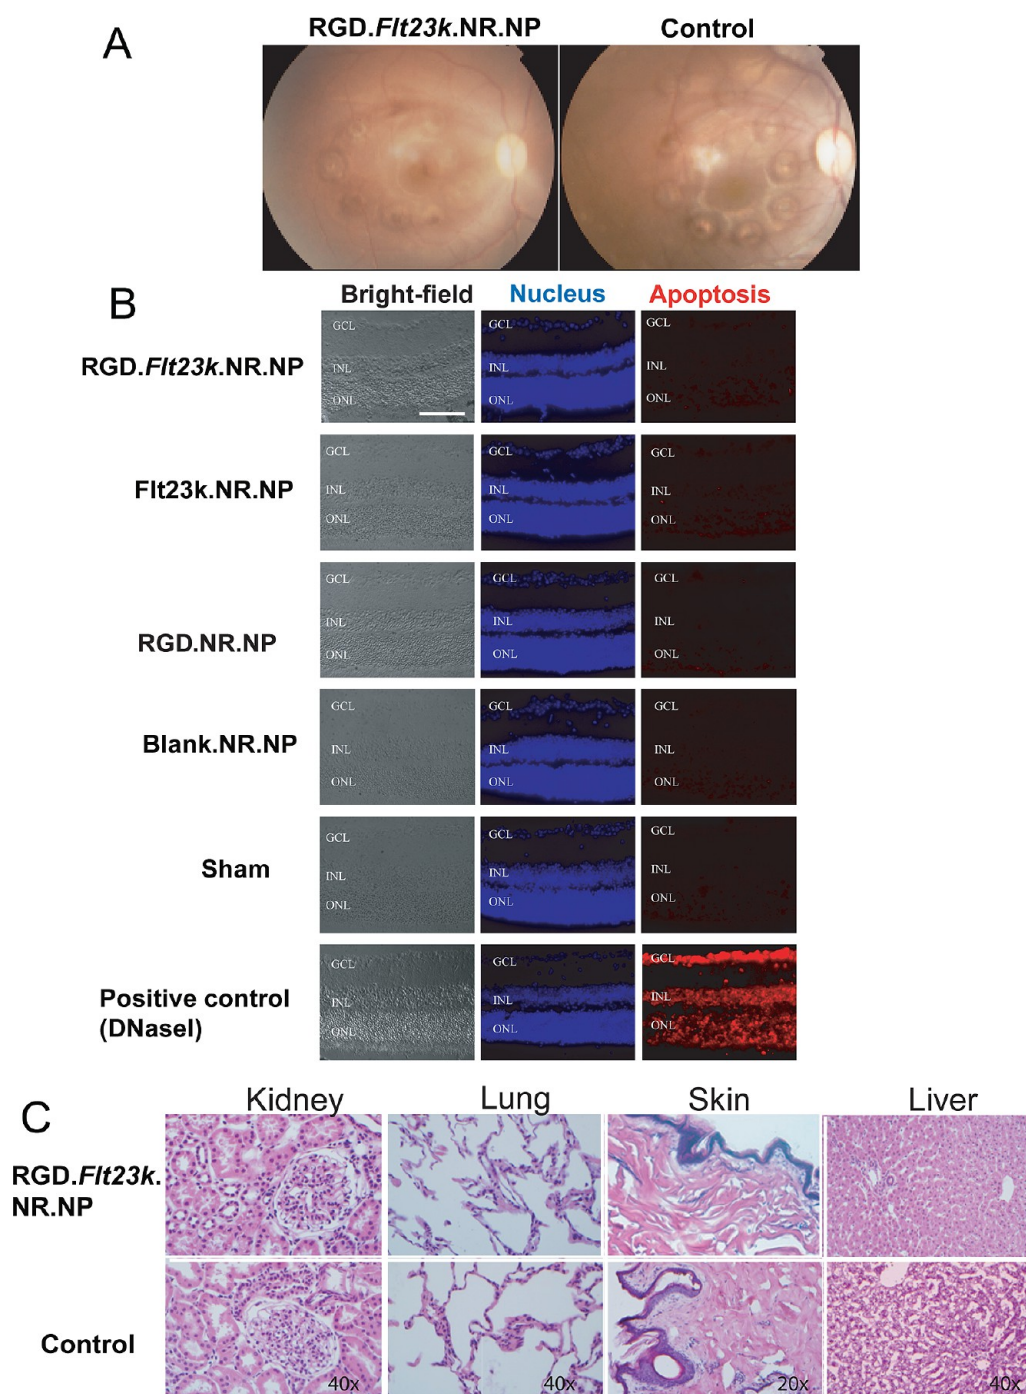 A
RGD.Flt23k.NR.NP Control
B
Bright-field Nucleus Apoptosis
RGD.Flt23k.NR.NP
GCL GCL GCL
INL INL INL
ONL ONL ONL
Flt23k.NR.NP
GCL GCL GCL
INL INL INL
ONL ONL ONL
RGD.NR.NP
GCL GCL GCL
INL INL INL
ONL ONL ONL
Blank.NR.NP
GCL GCL GCL
INL INL INL
ONL ONL ONL
Sham
GCL GCL GCL
INL INL INL
ONL ONL ONL
Positive control
(DNaseI)
GCL GCL GCL
INL INL INL
ONL ONL ONL
C
Kidney Lung Skin Liver
RGD.Flt23k.
NR.NP
Control
40x 40x 20x 40x